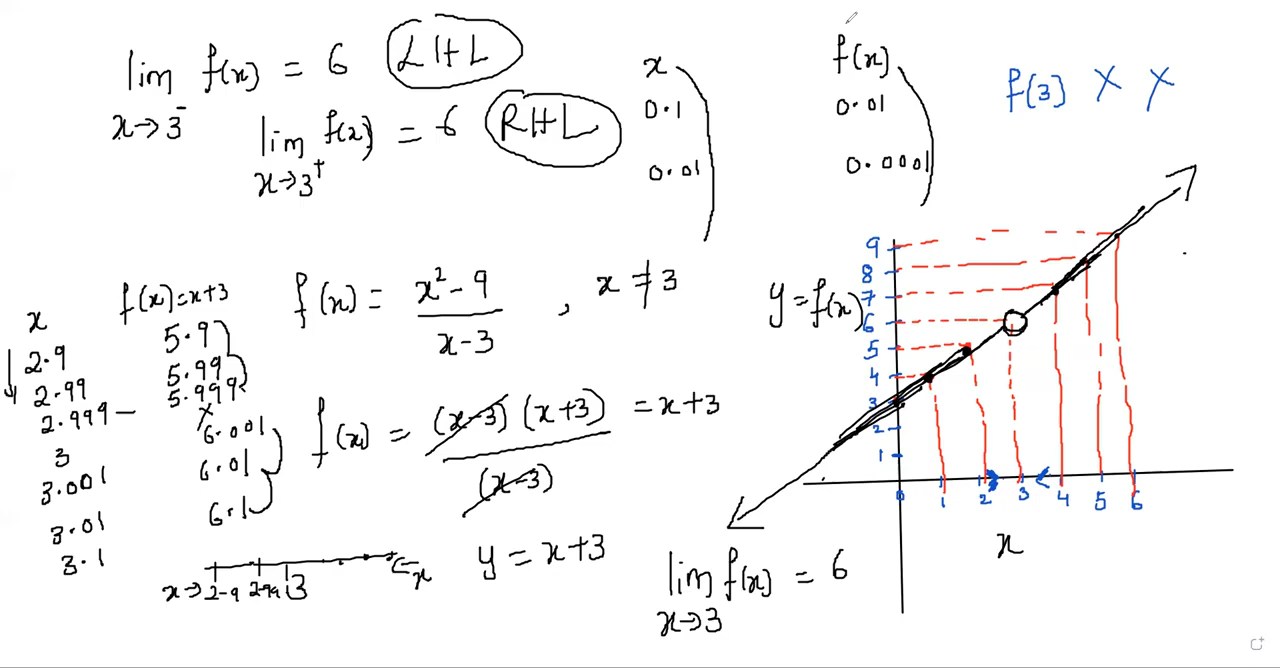 lim f(x) = 6 LHL
x→3⁻
lim f(x) = 6 RHL
x→3⁺
x f(x)
0.1 0.01
0.01 0.0001
f(3) X X
x f(x)=x+3
2.9 5.9
2.99 5.99
2.999 – 5.999
3 X
3.001 6.001
3.01 6.01
3.1 6.1
f(x) = x² - 9 / x-3 , x ≠ 3
f(x) = (x-3) (x+3) / (x-3) = x+3
y = x+3
x→ 2.9 2.99 3 ←x
y = f(x)
9
8
7
6
5
4
3
2
1
0 1 2 3 4 5 6
x
lim f(x) = 6
x→3